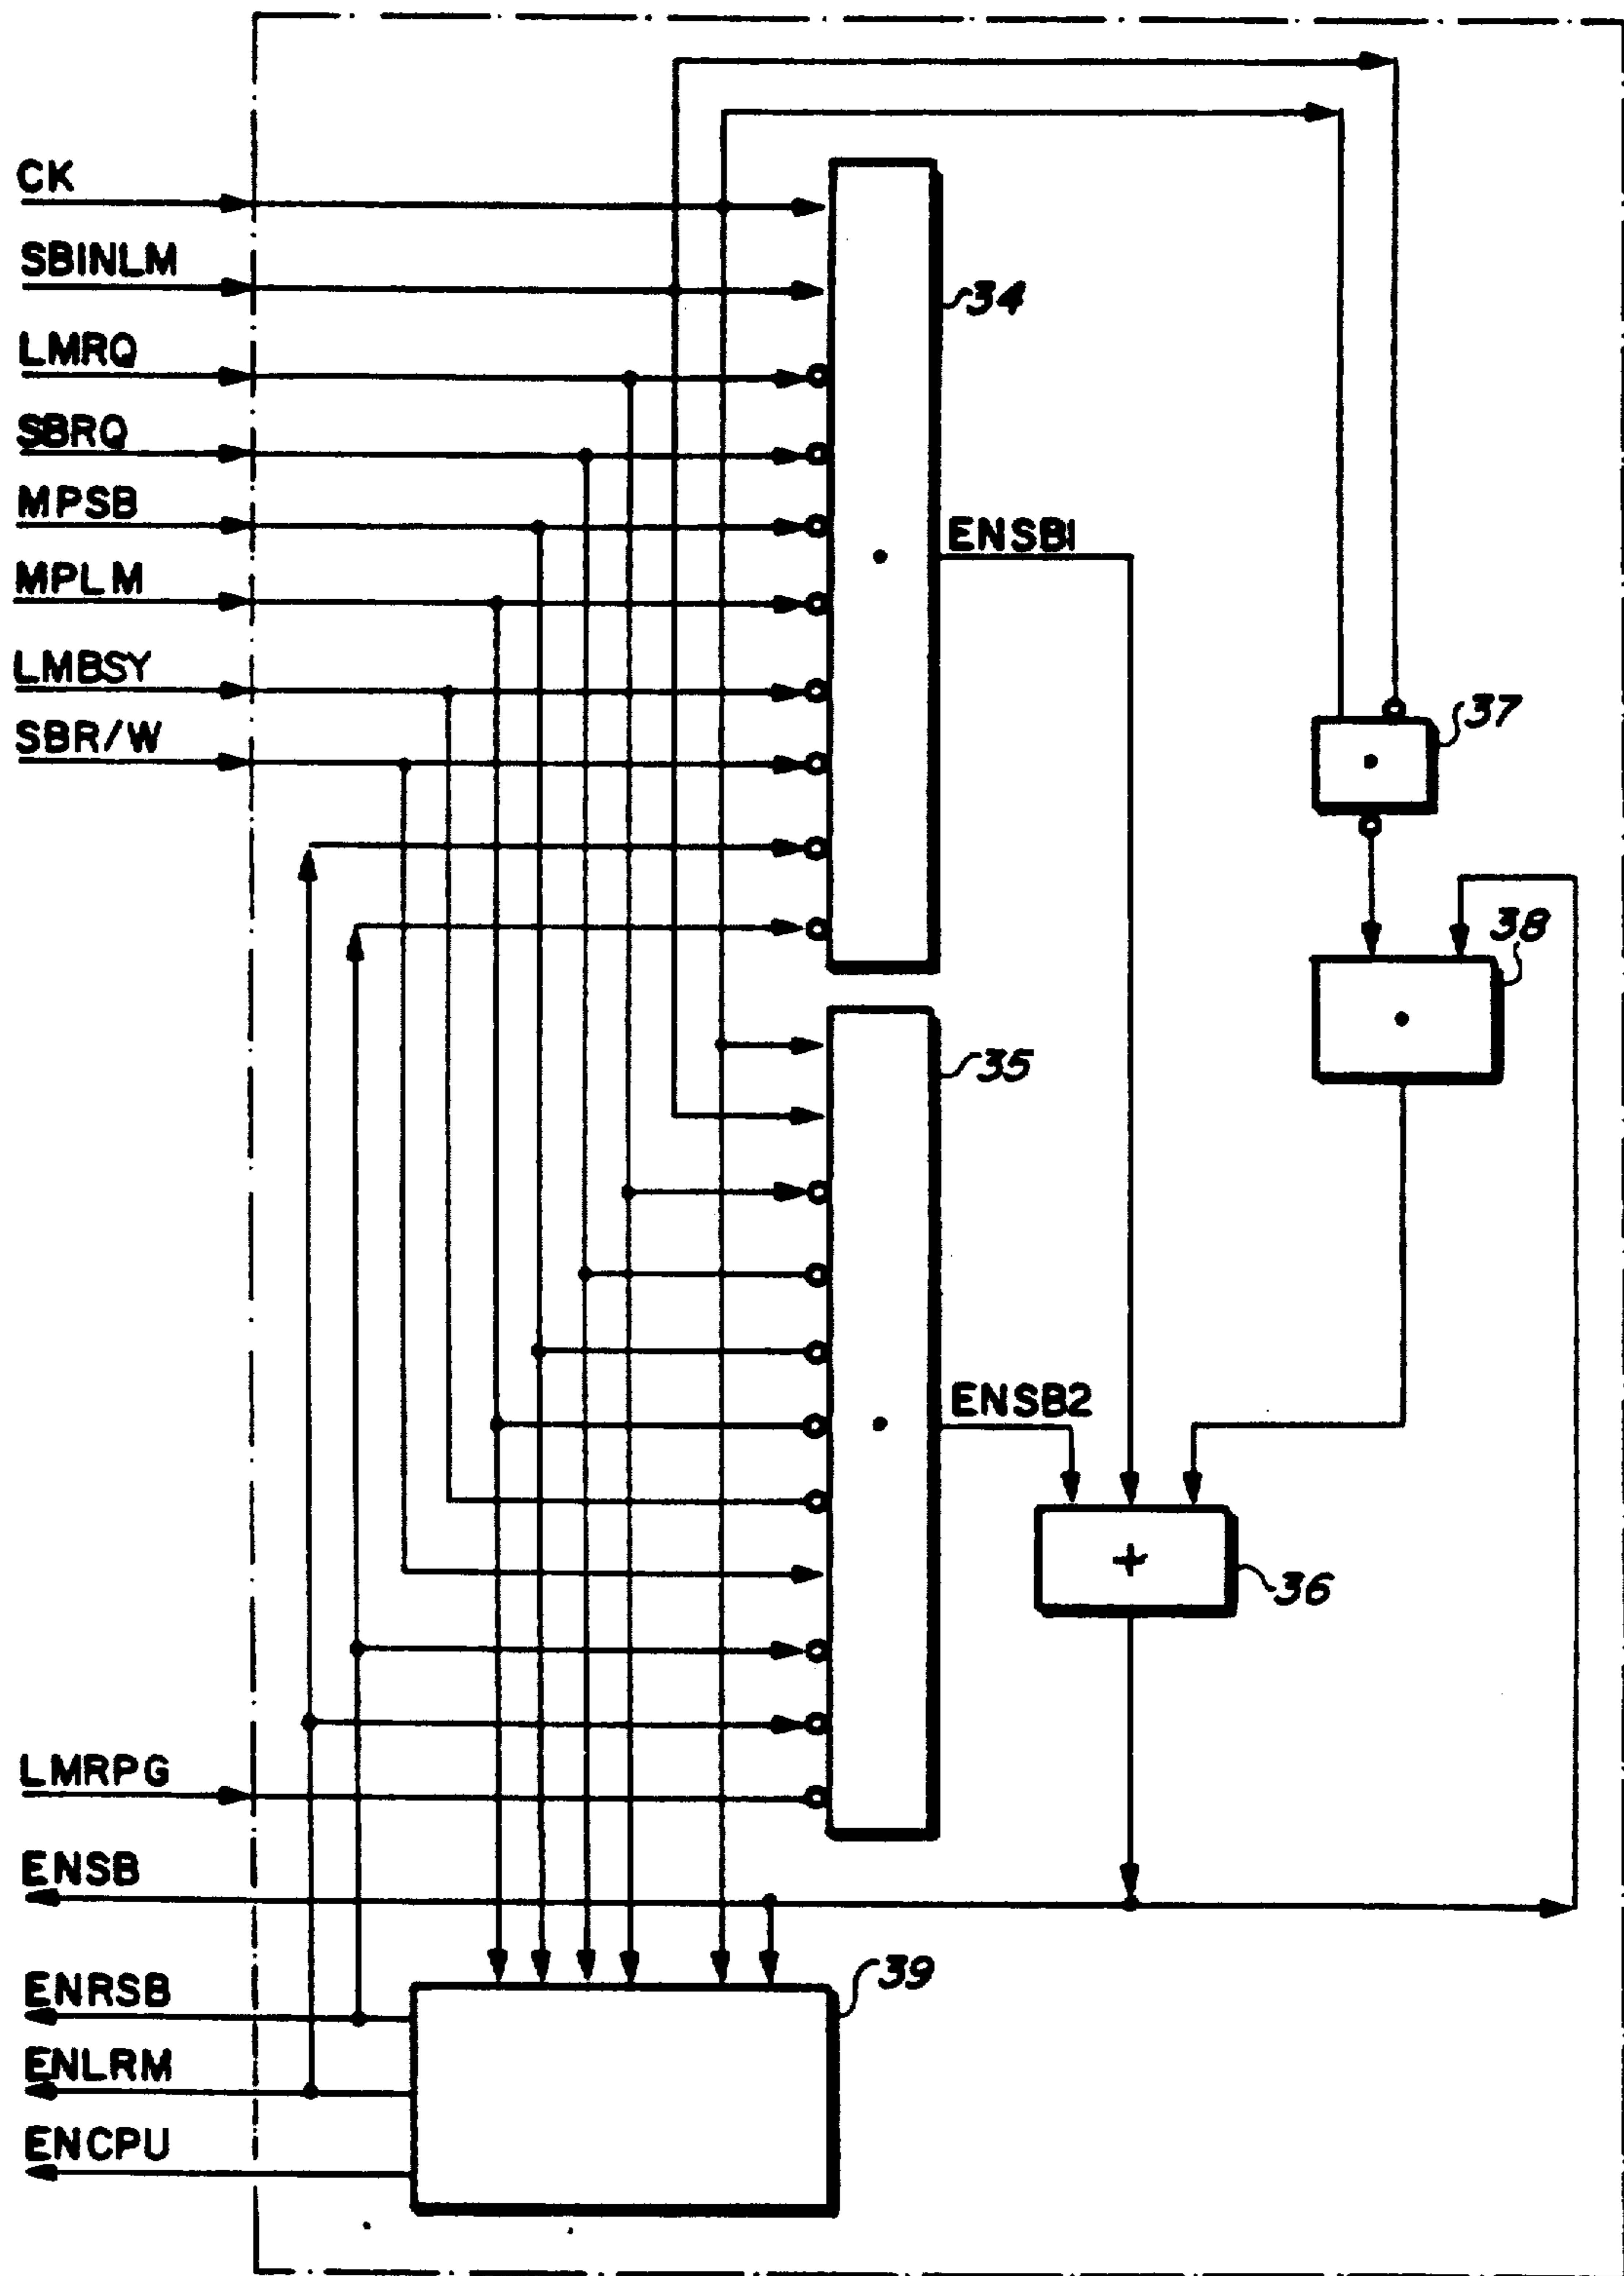 CK
SBINLM
34
LMRQ
SBRQ
MPSB
ENSB1
MPLM
LMBSY
37
SBR/W
38
35
ENSB2
+
36
LMRPG
ENSB
39
ENRSB
ENLRM
ENCPU